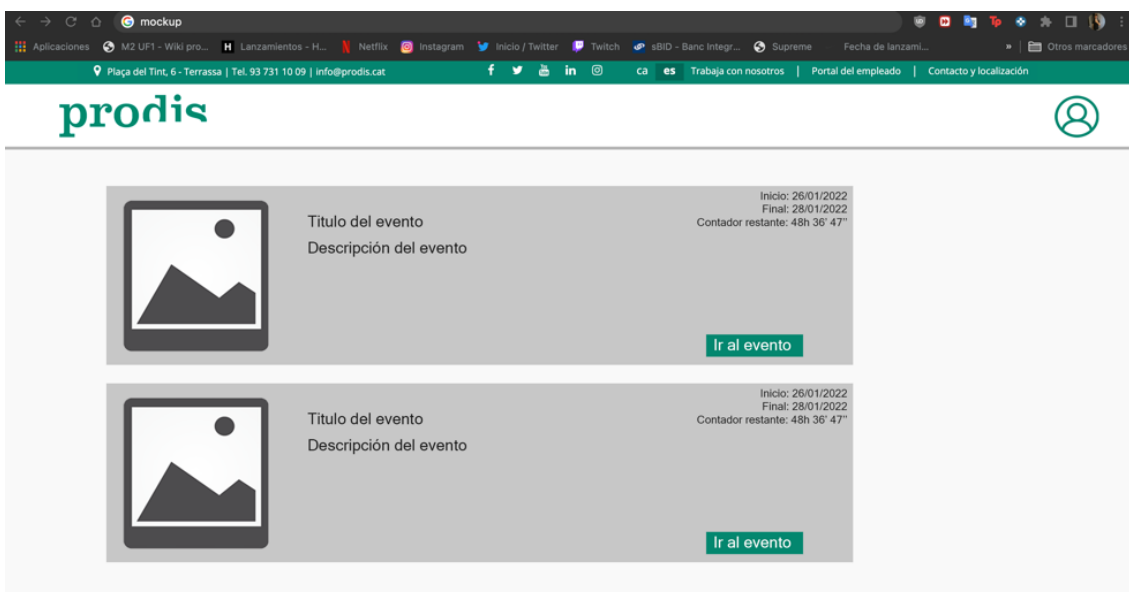 mockup
Aplicaciones M2 UF1 - Wiki pro... H Lanzamientos - H... N Netflix Instagram Inicio / Twitter Twitch sBID - Banc Integr... Supreme Fecha de lanzami... » Otros marcadores
Plaça del Tint, 6 - Terrassa | Tel. 93 731 10 09 | info@prodis.cat ca es Trabaja con nosotros | Portal del empleado | Contacto y localización
prodis
Inicio: 26/01/2022
Final: 28/01/2022
Contador restante: 48h 36' 47''
Titulo del evento
Descripción del evento
Ir al evento
Inicio: 26/01/2022
Final: 28/01/2022
Contador restante: 48h 36' 47''
Titulo del evento
Descripción del evento
Ir al evento